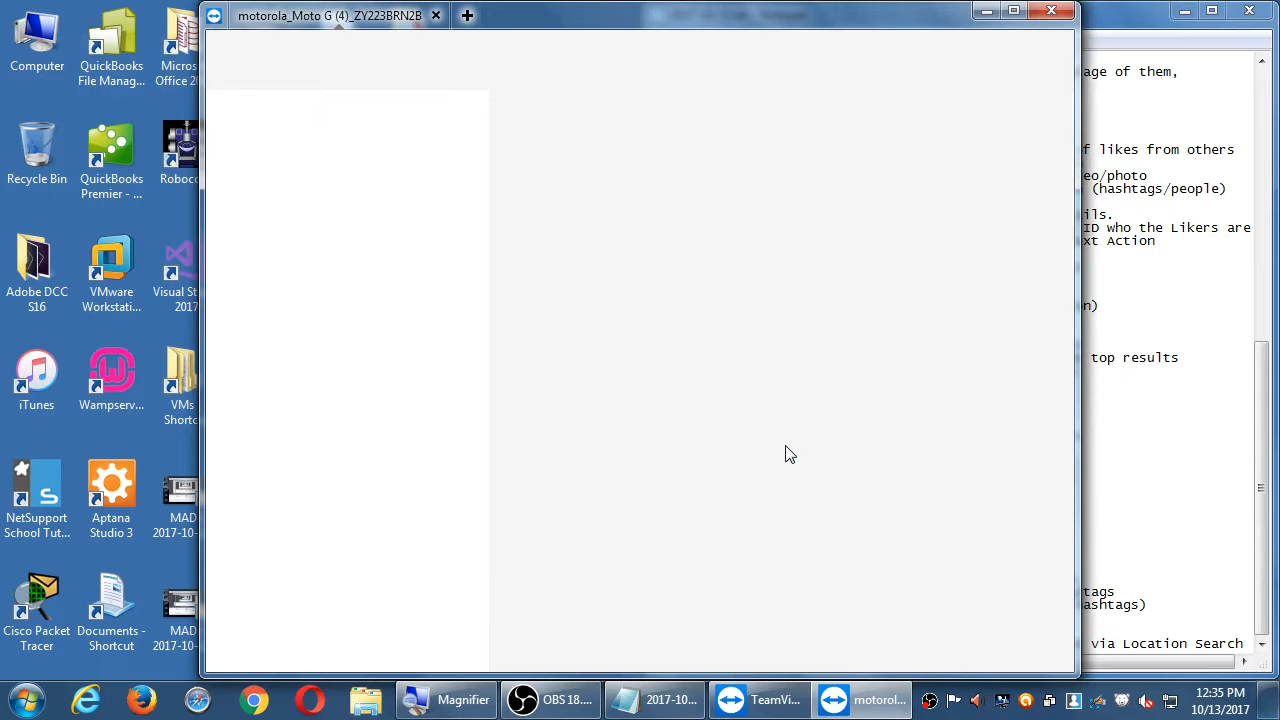 motorola_Moto G (4)_ZY223BRN2B
Computer
QuickBooks
File Manag...
Micros
Office 20
Recycle Bin
QuickBooks
Premier - ...
Roboco
Adobe DCC
S16
VMware
Workstati...
Visual St
2017
iTunes
Wampserv...
VMs
Shortc
NetSupport
School Tut...
Aptana
Studio 3
MAD
2017-10-
Cisco Packet
Tracer
Documents -
Shortcut
MAD
2017-10-
age of them,
f likes from others
eo/photo
(hashtags/people)
ils.
ID who the Likers are
xt Action
n)
top results
tags
ashtags)
via Location Search
Magnifier
OBS 18....
2017-10...
TeamVi...
motorol...
12:35 PM
10/13/2017